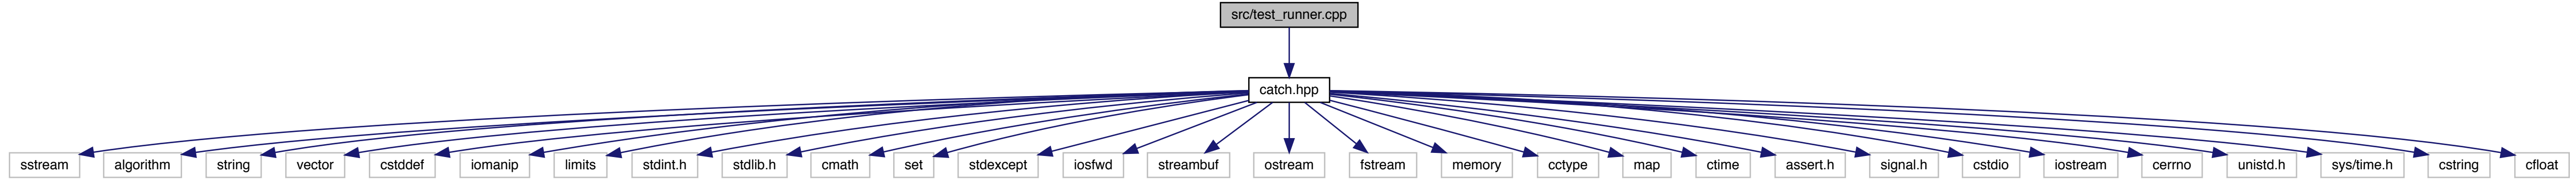 src/test_runner.cpp
catch.hpp
sstream
algorithm
string
vector
cstddef
iomanip
limits
stdint.h
stdlib.h
cmath
set
stdexcept
iosfwd
streambuf
ostream
fstream
memory
cctype
map
ctime
assert.h
signal.h
cstdio
iostream
cerrno
unistd.h
sys/time.h
cstring
cfloat